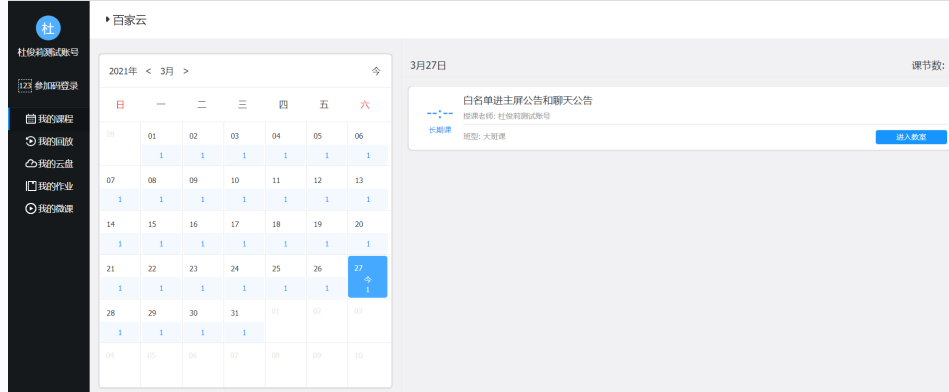 杜
杜俊莉测试账号
123 参加码登录
我的课程
我的回放
我的云盘
我的作业
我的微课
百家云
2021年 < 3月 > 今
日 一 二 三 四 五 六
28 01 02 03 04 05 06
1 1 1 1 1 1
07 08 09 10 11 12 13
1 1 1 1 1 1 1
14 15 16 17 18 19 20
1 1 1 1 1 1 1
21 22 23 24 25 26 27
今
1 1 1 1 1 1 1
28 29 30 31 01 02 03
1 1 1 1
04 05 06 07 08 09 10
3月27日 课节数:
白名单进主屏公告和聊天公告
--:--
授课老师: 杜俊莉测试账号
长期课
班型: 大班课 进入教室